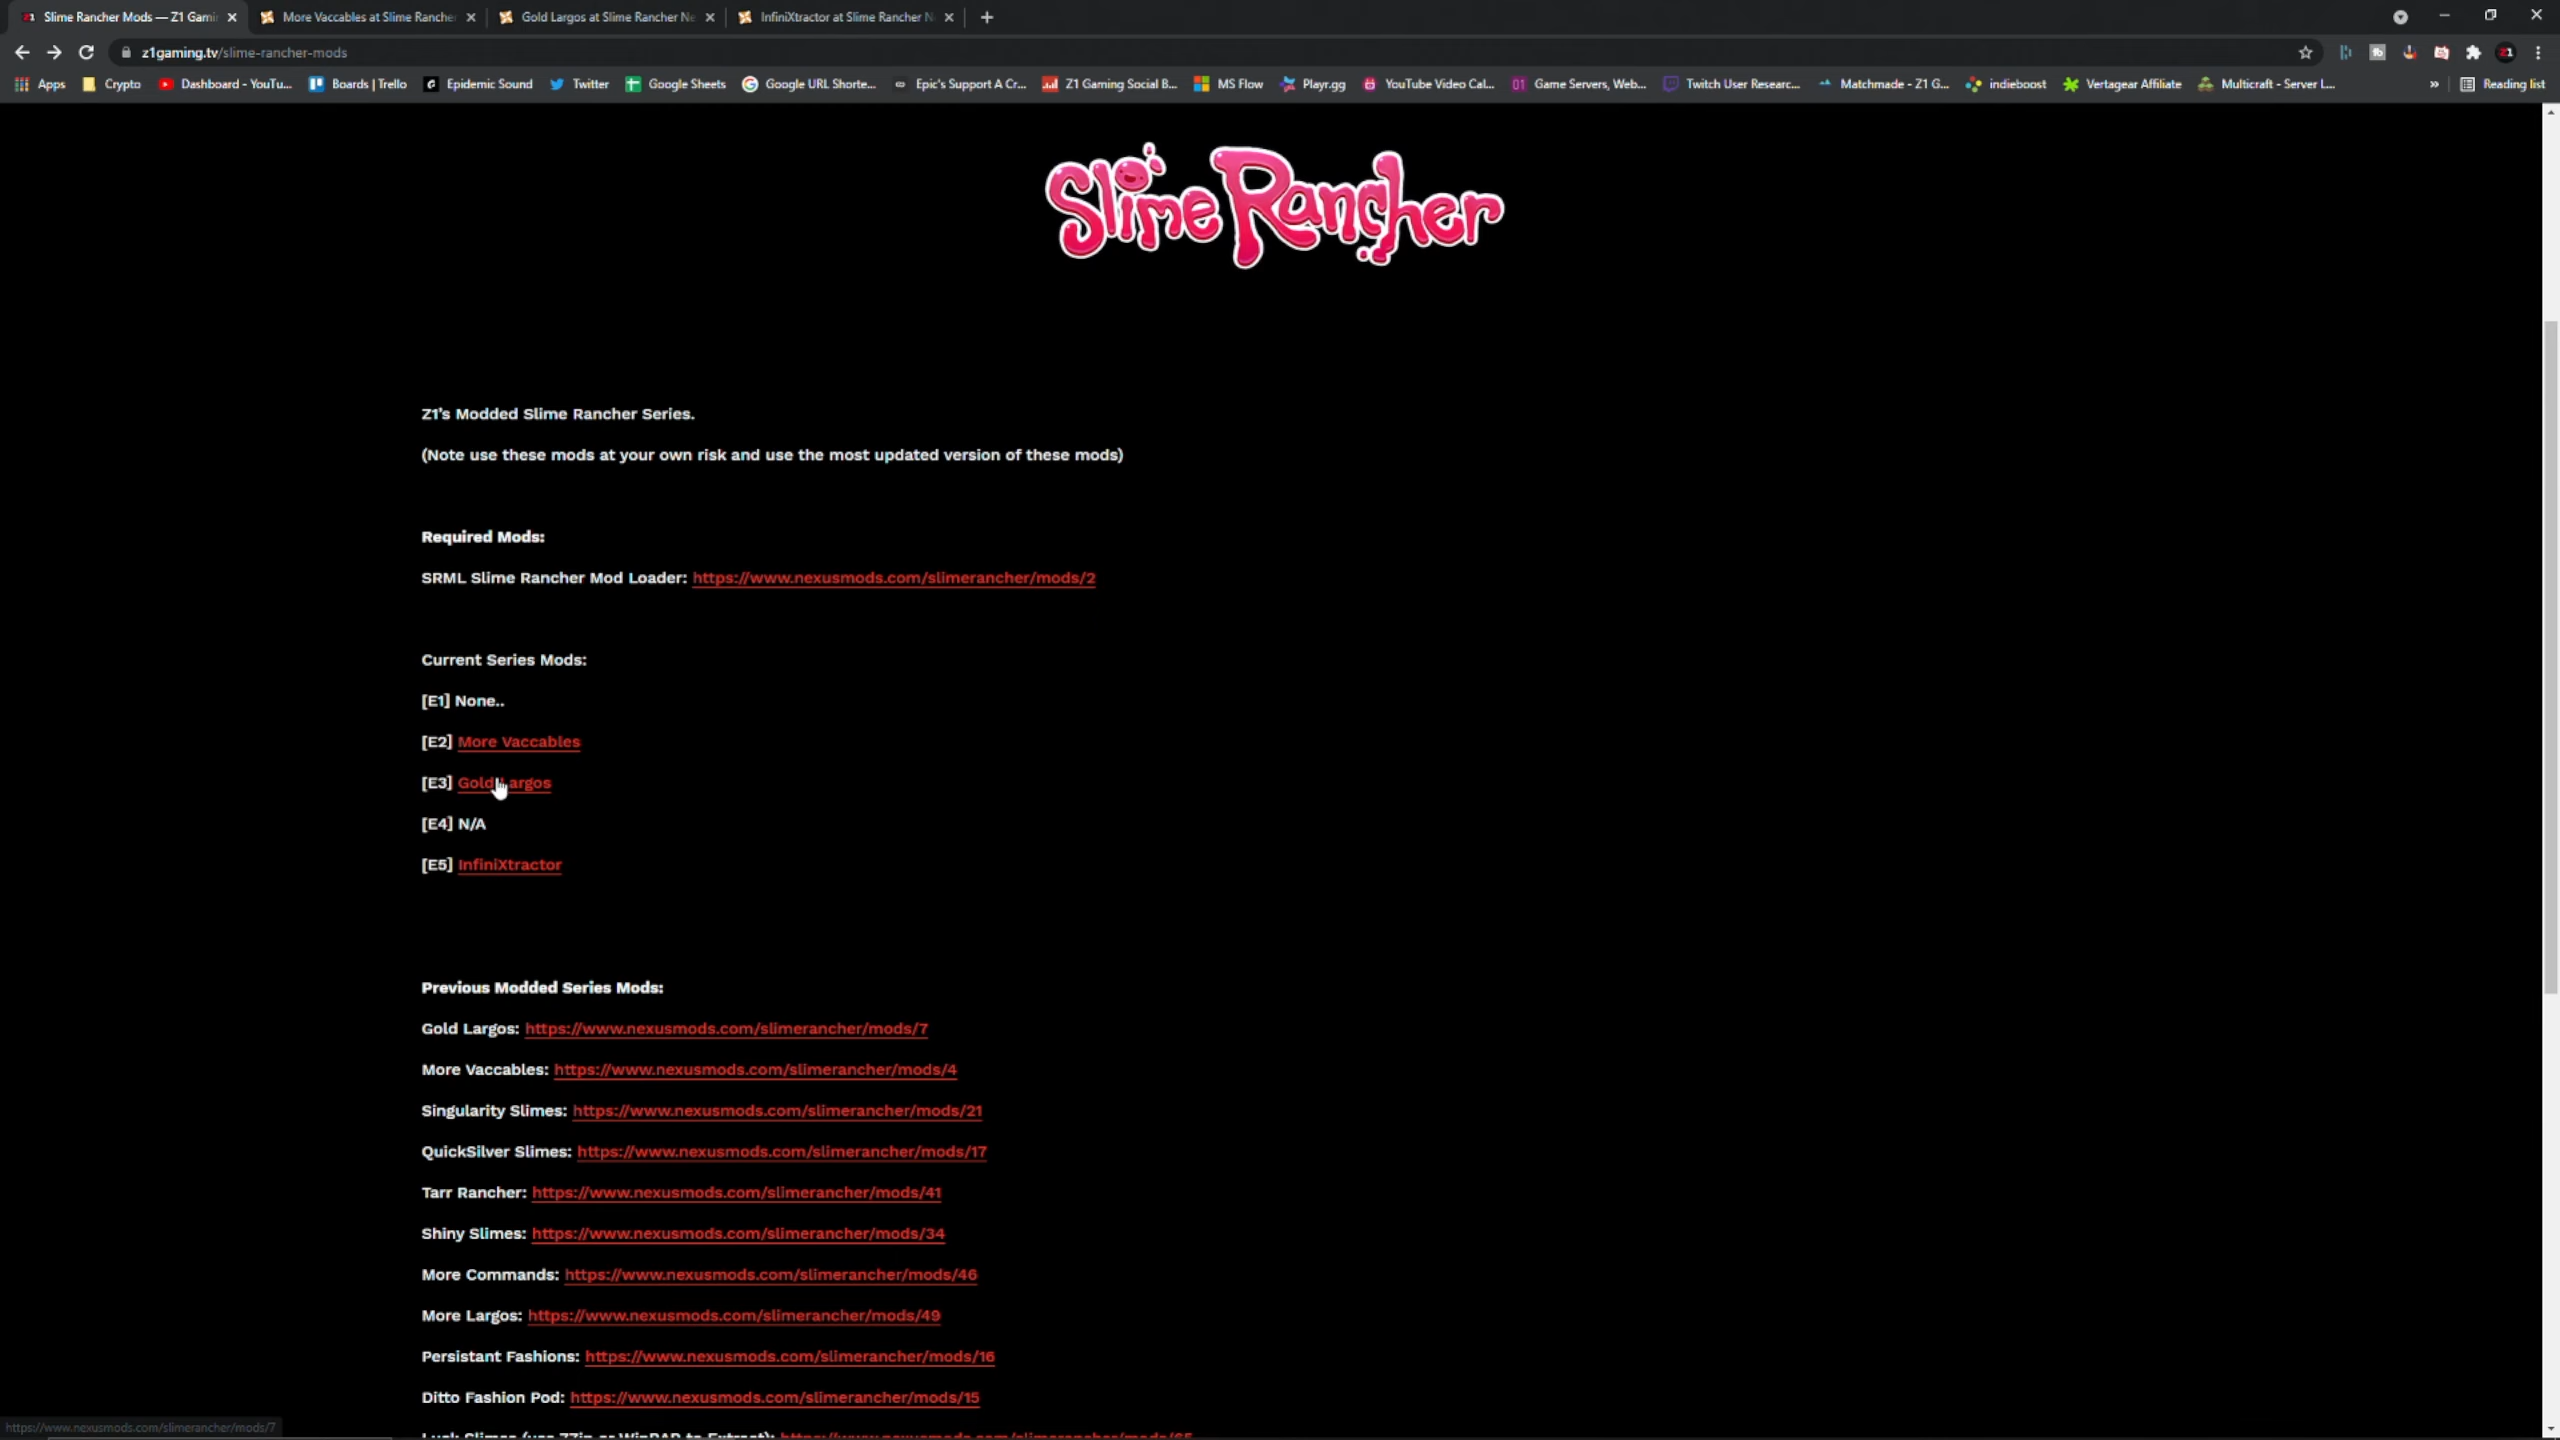 Slime Rancher Mods — Z1 Gami
More Vaccables at Slime Rancher
Gold Largos at Slime Rancher Ne
InfiniXtractor at Slime Rancher N
z1gaming.tv/slime-rancher-mods
Apps
Crypto
Dashboard - YouTu...
Boards | Trello
Epidemic Sound
Twitter
Google Sheets
Google URL Shorte...
Epic's Support A Cr...
Z1 Gaming Social B...
MS Flow
Playr.gg
YouTube Video Cal...
Game Servers, Web...
Twitch User Researc...
Matchmade - Z1 G...
indieboost
Vertagear Affiliate
Multicraft - Server L...
Reading list
Slime Rancher
Z1's Modded Slime Rancher Series.
(Note use these mods at your own risk and use the most updated version of these mods)
Required Mods:
SRML Slime Rancher Mod Loader: https://www.nexusmods.com/slimerancher/mods/2
Current Series Mods:
[E1] None..
[E2] More Vaccables
[E3] Gold Largos
[E4] N/A
[E5] InfiniXtractor
Previous Modded Series Mods:
Gold Largos: https://www.nexusmods.com/slimerancher/mods/7
More Vaccables: https://www.nexusmods.com/slimerancher/mods/4
Singularity Slimes: https://www.nexusmods.com/slimerancher/mods/21
QuickSilver Slimes: https://www.nexusmods.com/slimerancher/mods/17
Tarr Rancher: https://www.nexusmods.com/slimerancher/mods/41
Shiny Slimes: https://www.nexusmods.com/slimerancher/mods/34
More Commands: https://www.nexusmods.com/slimerancher/mods/46
More Largos: https://www.nexusmods.com/slimerancher/mods/49
Persistant Fashions: https://www.nexusmods.com/slimerancher/mods/16
Ditto Fashion Pod: https://www.nexusmods.com/slimerancher/mods/15
https://www.nexusmods.com/slimerancher/mods/7